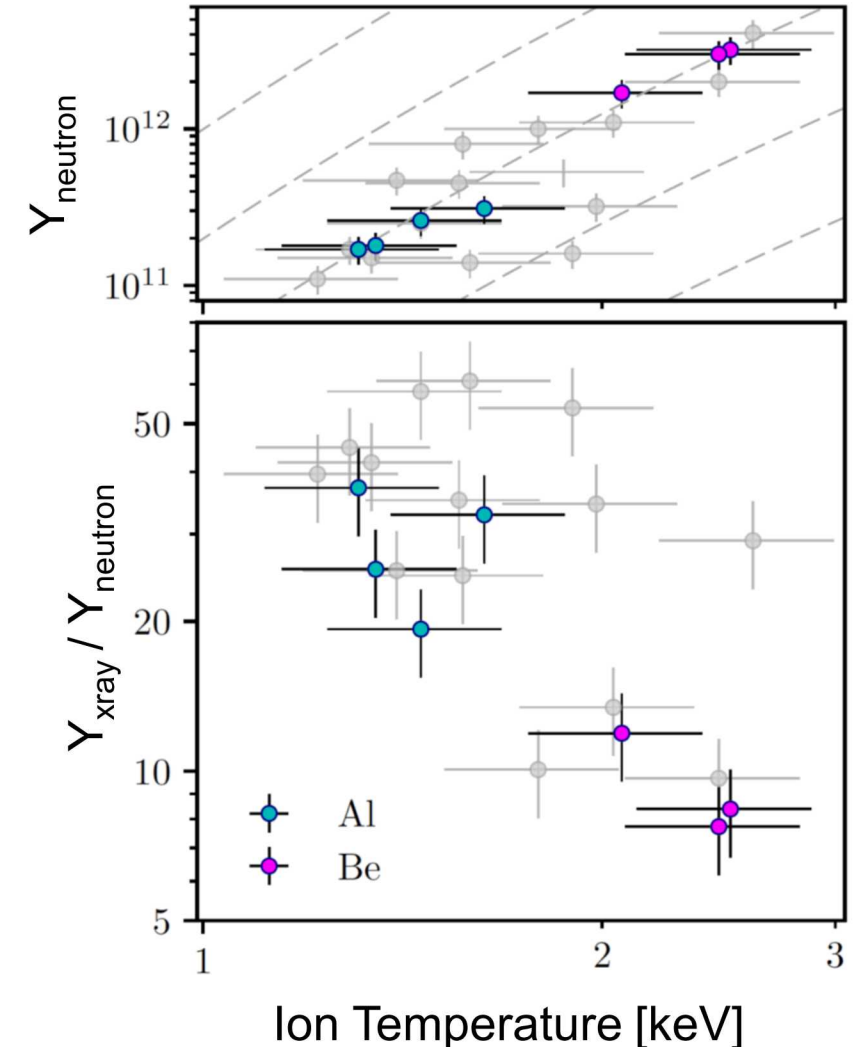 Y_neutron
10^12
10^11
Y_xray / Y_neutron
50
20
10
5
Al
Be
1
2
3
Ion Temperature [keV]